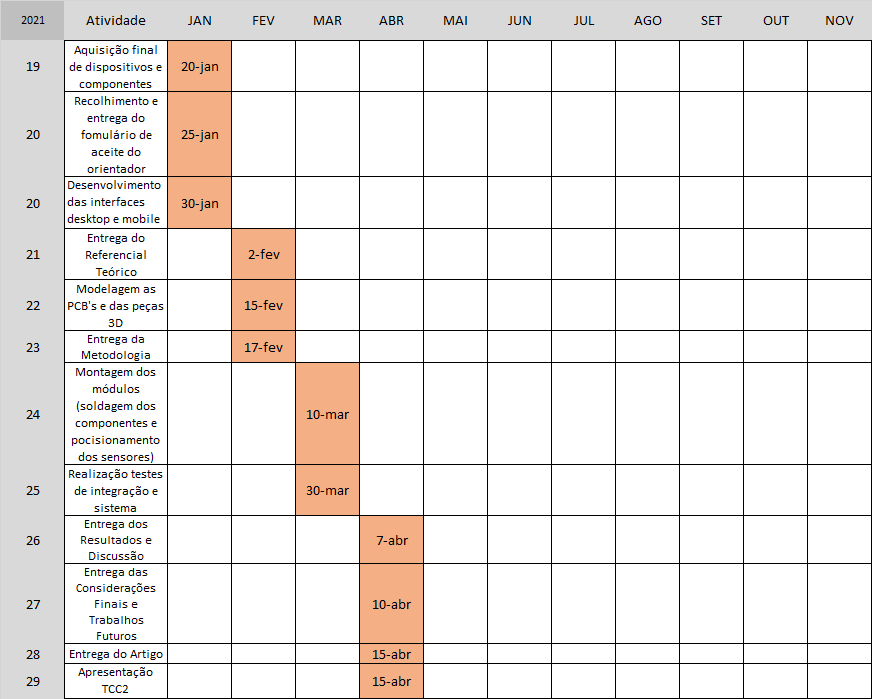 2021 Atividade JAN FEV MAR ABR MAI JUN JUL AGO SET OUT NOV
Aquisição final
19 de dispositivos e 20-jan
componentes
Recolhimento e
entrega do
20 fomulário de 25-jan
aceite do
orientador
Desenvolvimento
20 das interfaces 30-jan
desktop e mobile
Entrega do
21 Referencial 2-fev
Teórico
Modelagem as
22 PCB's e das peças 15-fev
3D
Entrega da
23 Metodologia 17-fev
Montagem dos
módulos
(soldagem dos
24 componentes e 10-mar
pocisionamento
dos sensores)
Realização testes
25 de integração e 30-mar
sistema
Entrega dos
26 Resultados e 7-abr
Discussão
Entrega das
Considerações
27 Finais e 10-abr
Trabalhos
Futuros
28 Entrega do Artigo 15-abr
Apresentação
29 TCC2 15-abr